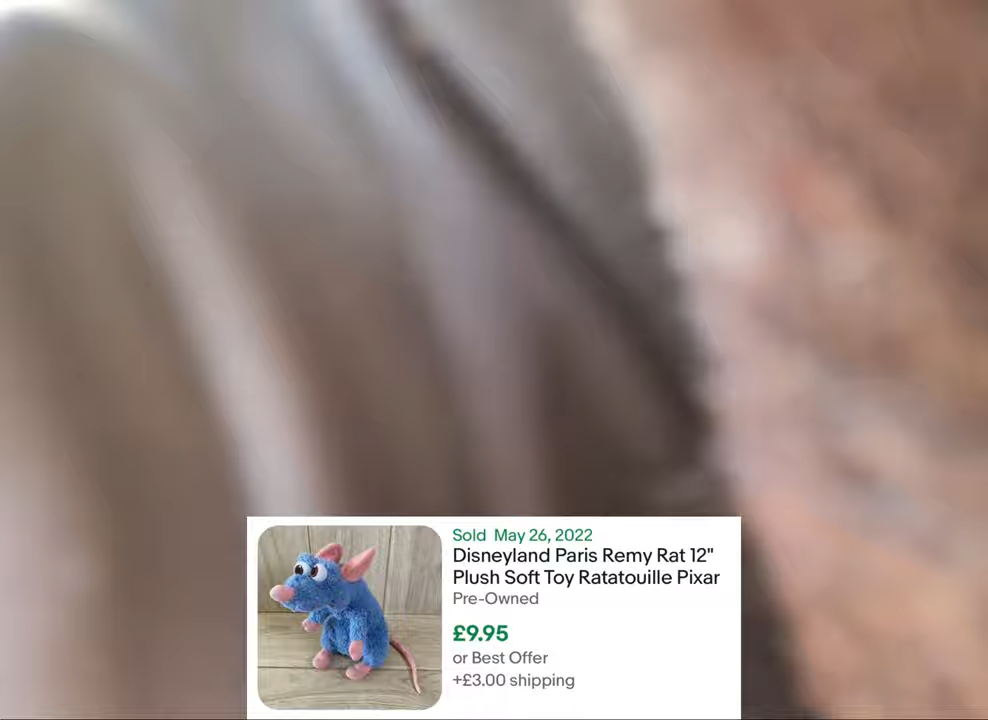 Sold May 26, 2022
Disneyland Paris Remy Rat 12"
Plush Soft Toy Ratatouille Pixar
Pre-Owned
£9.95
or Best Offer
+£3.00 shipping